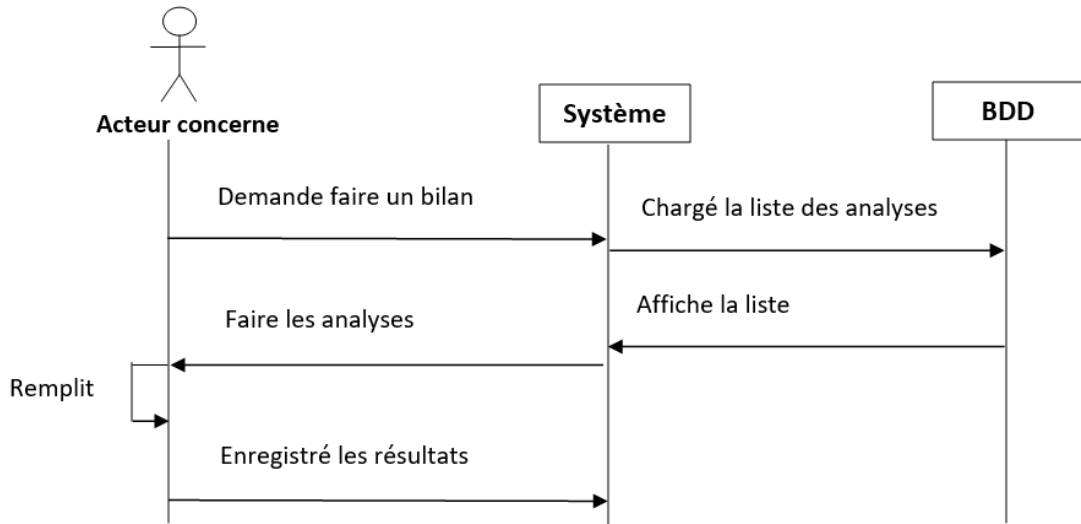 Acteur concerne
Système
BDD
Demande faire un bilan
Chargé la liste des analyses
Affiche la liste
Faire les analyses
Remplit
Enregistré les résultats